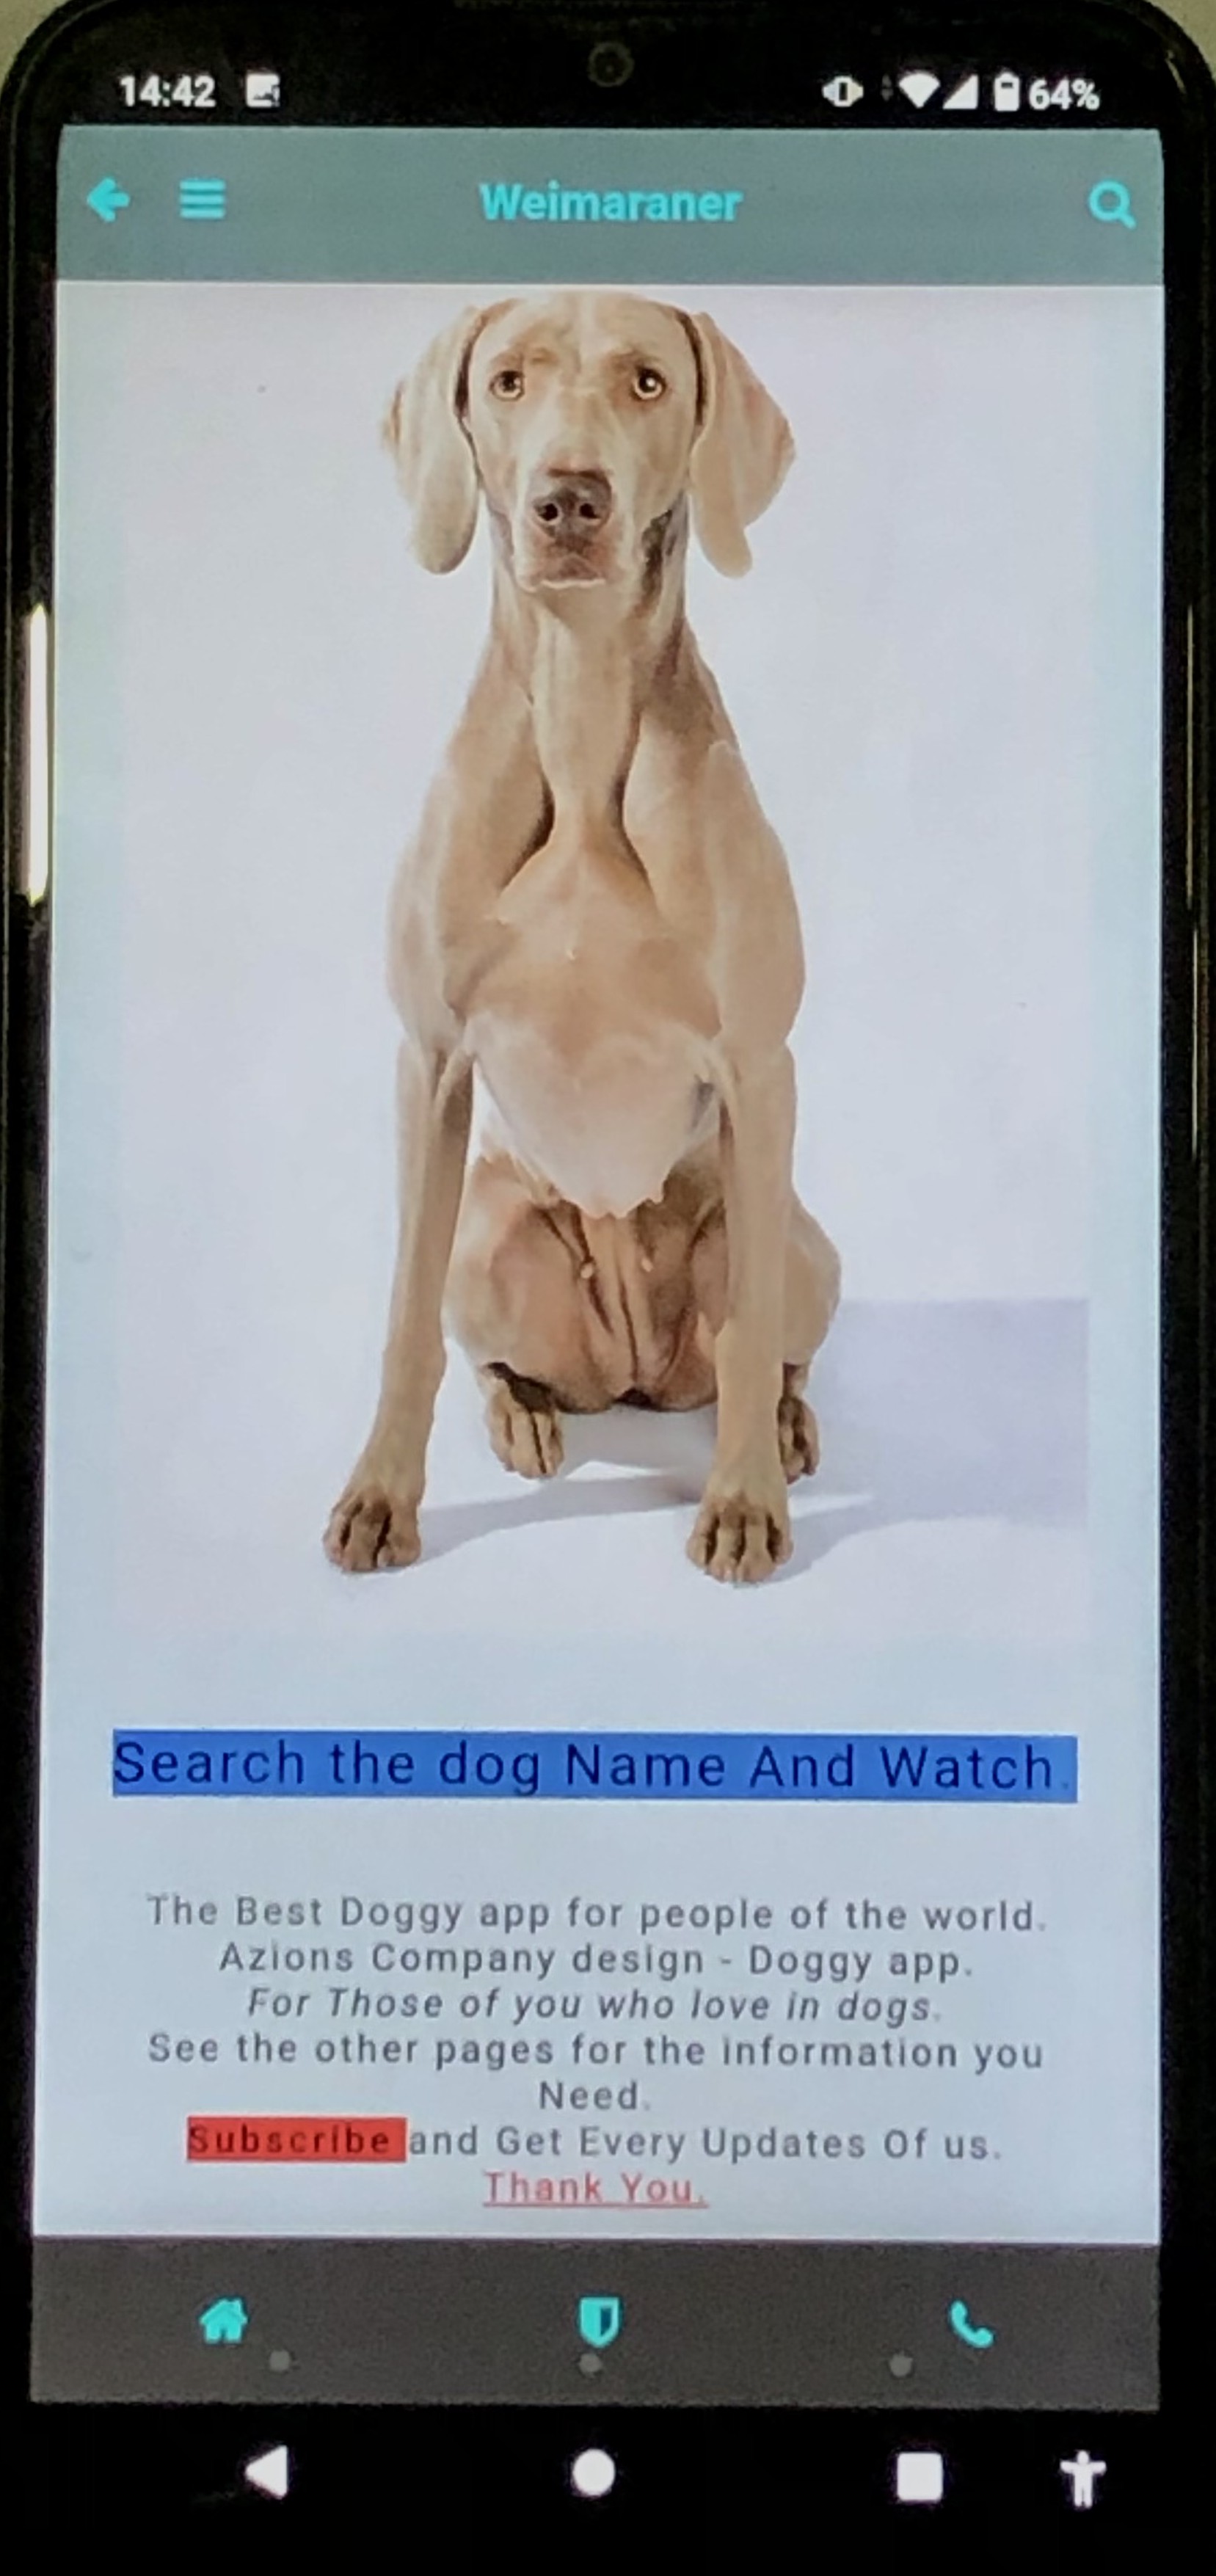 14:42 64%
Weimaraner
Search the dog Name And Watch.
The Best Doggy app for people of the world.
Azions Company design - Doggy app.
For Those of you who love in dogs.
See the other pages for the information you
Need.
Subscribe and Get Every Updates Of us.
Thank You.